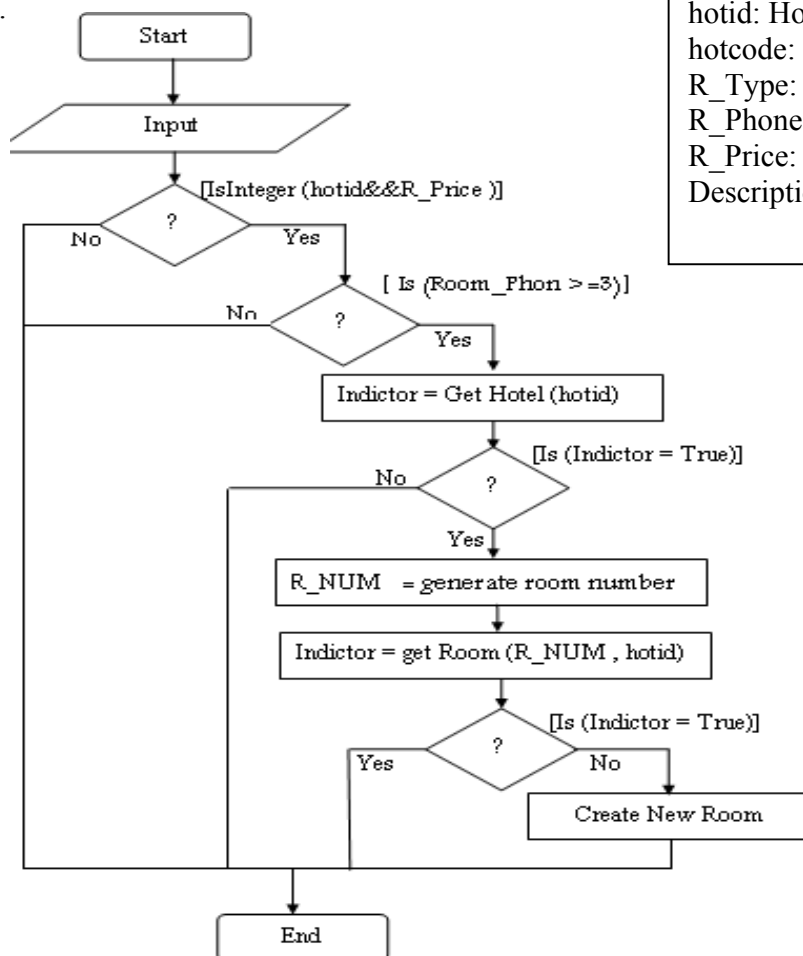 .
Start
hotid:
hotcode:
R_Type:
R_Phone
R_Price:
Input
[IsInteger (hotid&&R_Price )]
?
No
Yes
[ Is (Room_Phon >=3)]
No
?
Yes
Indictor = Get Hotel (hotid)
[Is (Indictor = True)]
No
?
Yes
R_NUM = generate room number
Indictor = get Room (R_NUM , hotid)
[Is (Indictor = True)]
?
Yes
No
Create New Room
End